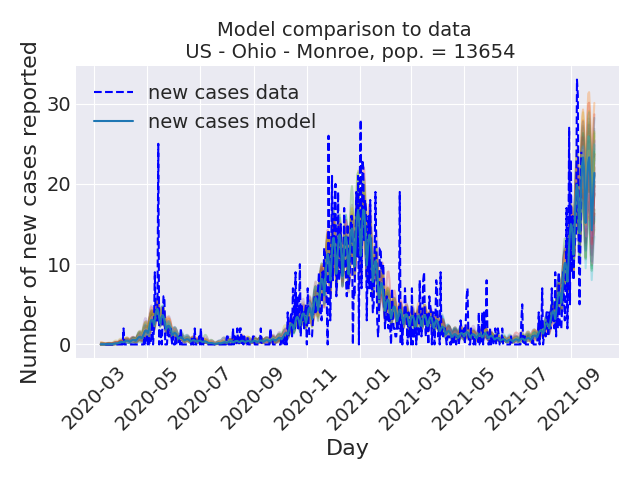 Model comparison to data
US - Ohio - Monroe, pop. = 13654
new cases data
new cases model
Number of new cases reported
30
20
10
0
2020-03
2020-05
2020-07
2020-09
2020-11
2021-01
2021-03
2021-05
2021-07
2021-09
Day